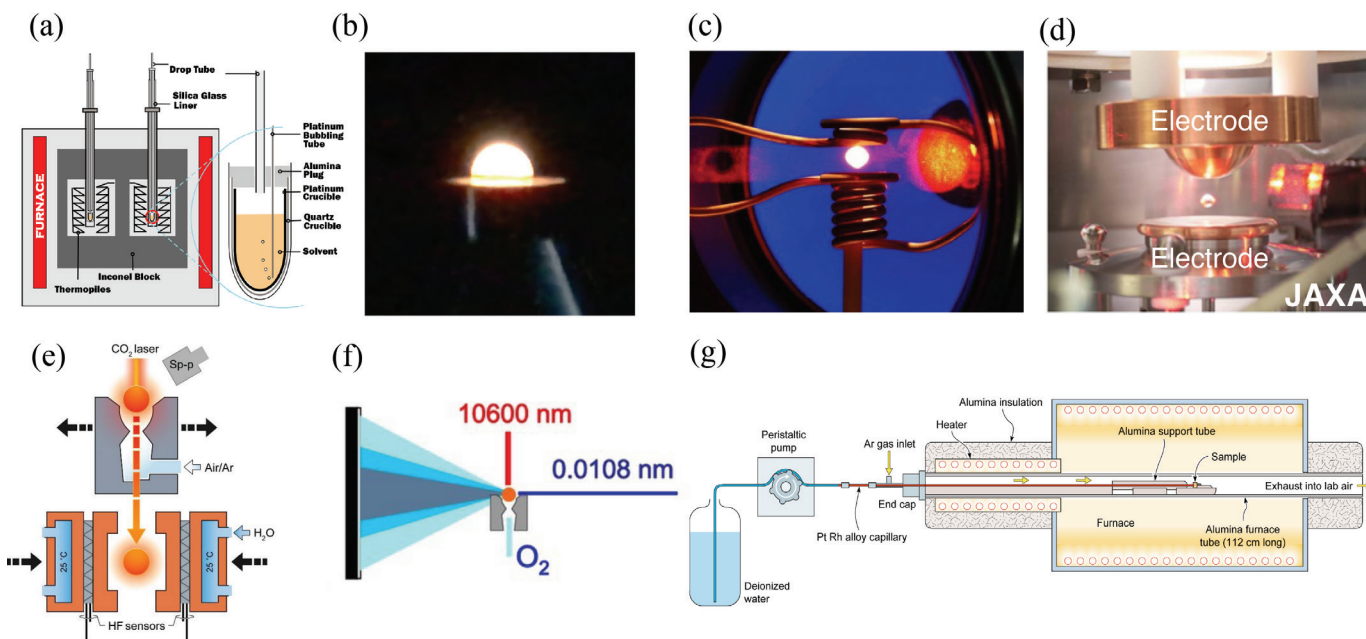 (a)
Drop Tube
Silica Glass
Liner
Platinum
Bubbling
Tube
Alumina
Plug
Platinum
Crucible
Quartz
Crucible
Solvent
FURNACE
Inconel Block
Thermopiles
(b)
(c)
(d)
Electrode
Electrode
JAXA
(e)
CO2 laser
Sp-p
Air/Ar
H2O
25 °C
25 °C
HF sensors
(f)
10600 nm
0.0108 nm
O2
(g)
Alumina insulation
Heater
Alumina support tube
Peristaltic
pump
Ar gas inlet
Sample
End cap
Exhaust into lab air
Pt Rh alloy capillary
Furnace
Alumina furnace
tube (112 cm long)
Deionized
water